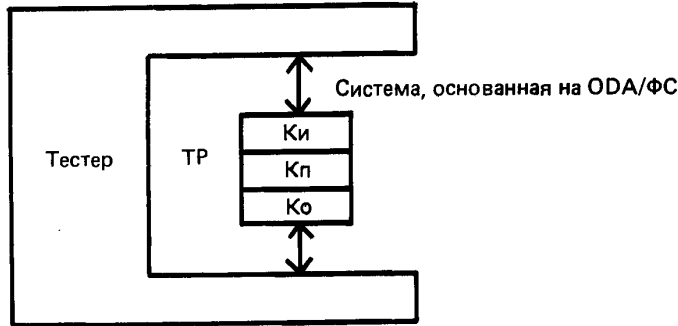 Система, основанная на ODA/ФС
Ки
Тестер
ТР
Кп
Ко